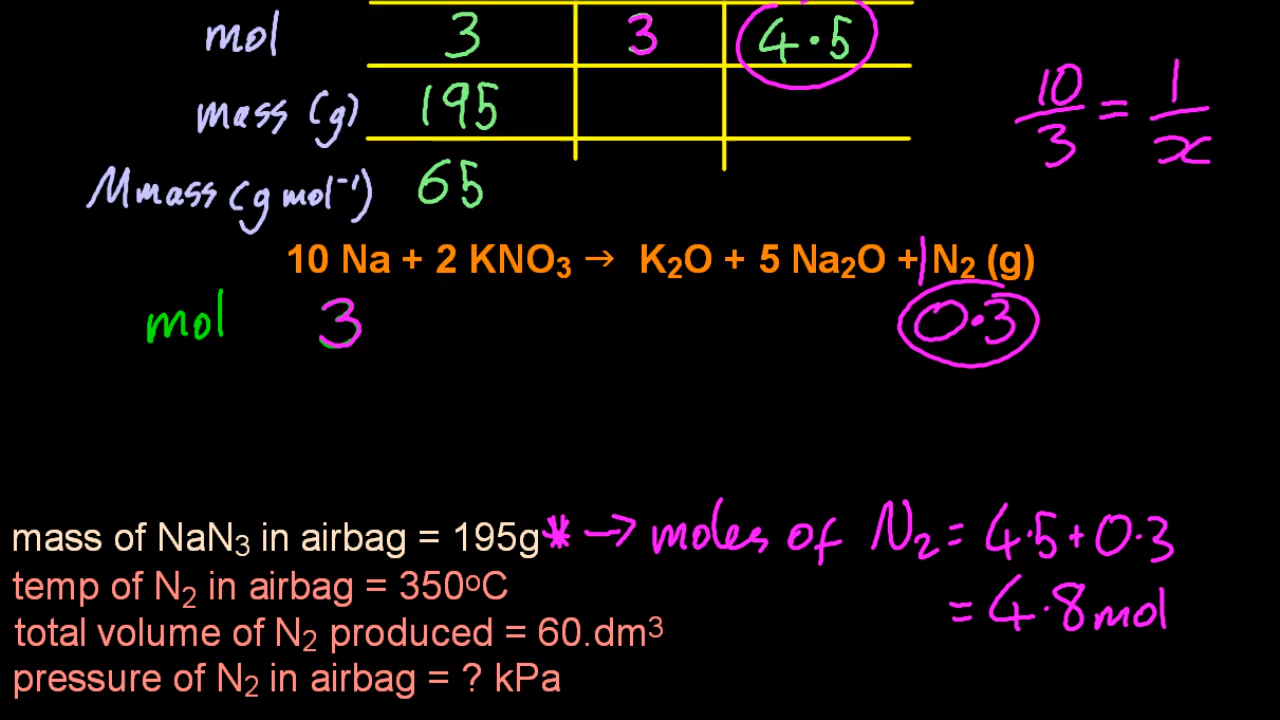 mol 3 3 4.5
mass (g) 195
Mmass (g mol⁻¹) 65
10/3 = 1/x
10 Na + 2 KNO₃ → K₂O + 5 Na₂O + 1 N₂ (g)
mol 3 0.3
mass of NaN₃ in airbag = 195g * → moles of N₂ = 4.5 + 0.3
temp of N₂ in airbag = 350ºC
= 4.8 mol
total volume of N₂ produced = 60.dm³
pressure of N₂ in airbag = ? kPa